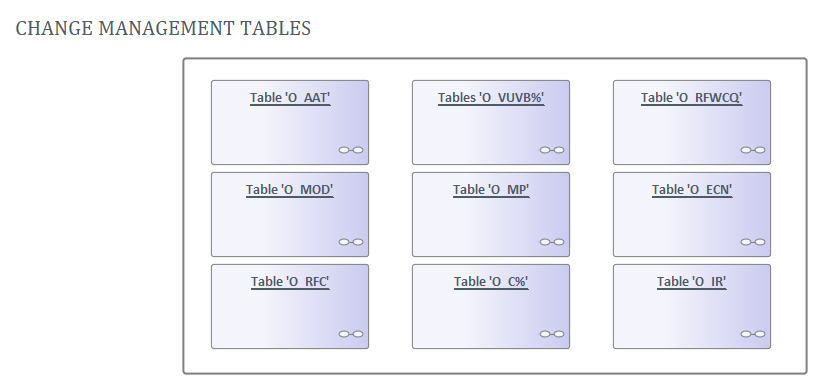 CHANGE MANAGEMENT TABLES
Table 'O_AAT'
Tables 'O_VUVB%'
Table 'O_RFWCQ'
Table 'O_MOD'
Table 'O_MP'
Table 'O_ECN'
Table 'O_RFC'
Table 'O_C%'
Table 'O_IR'